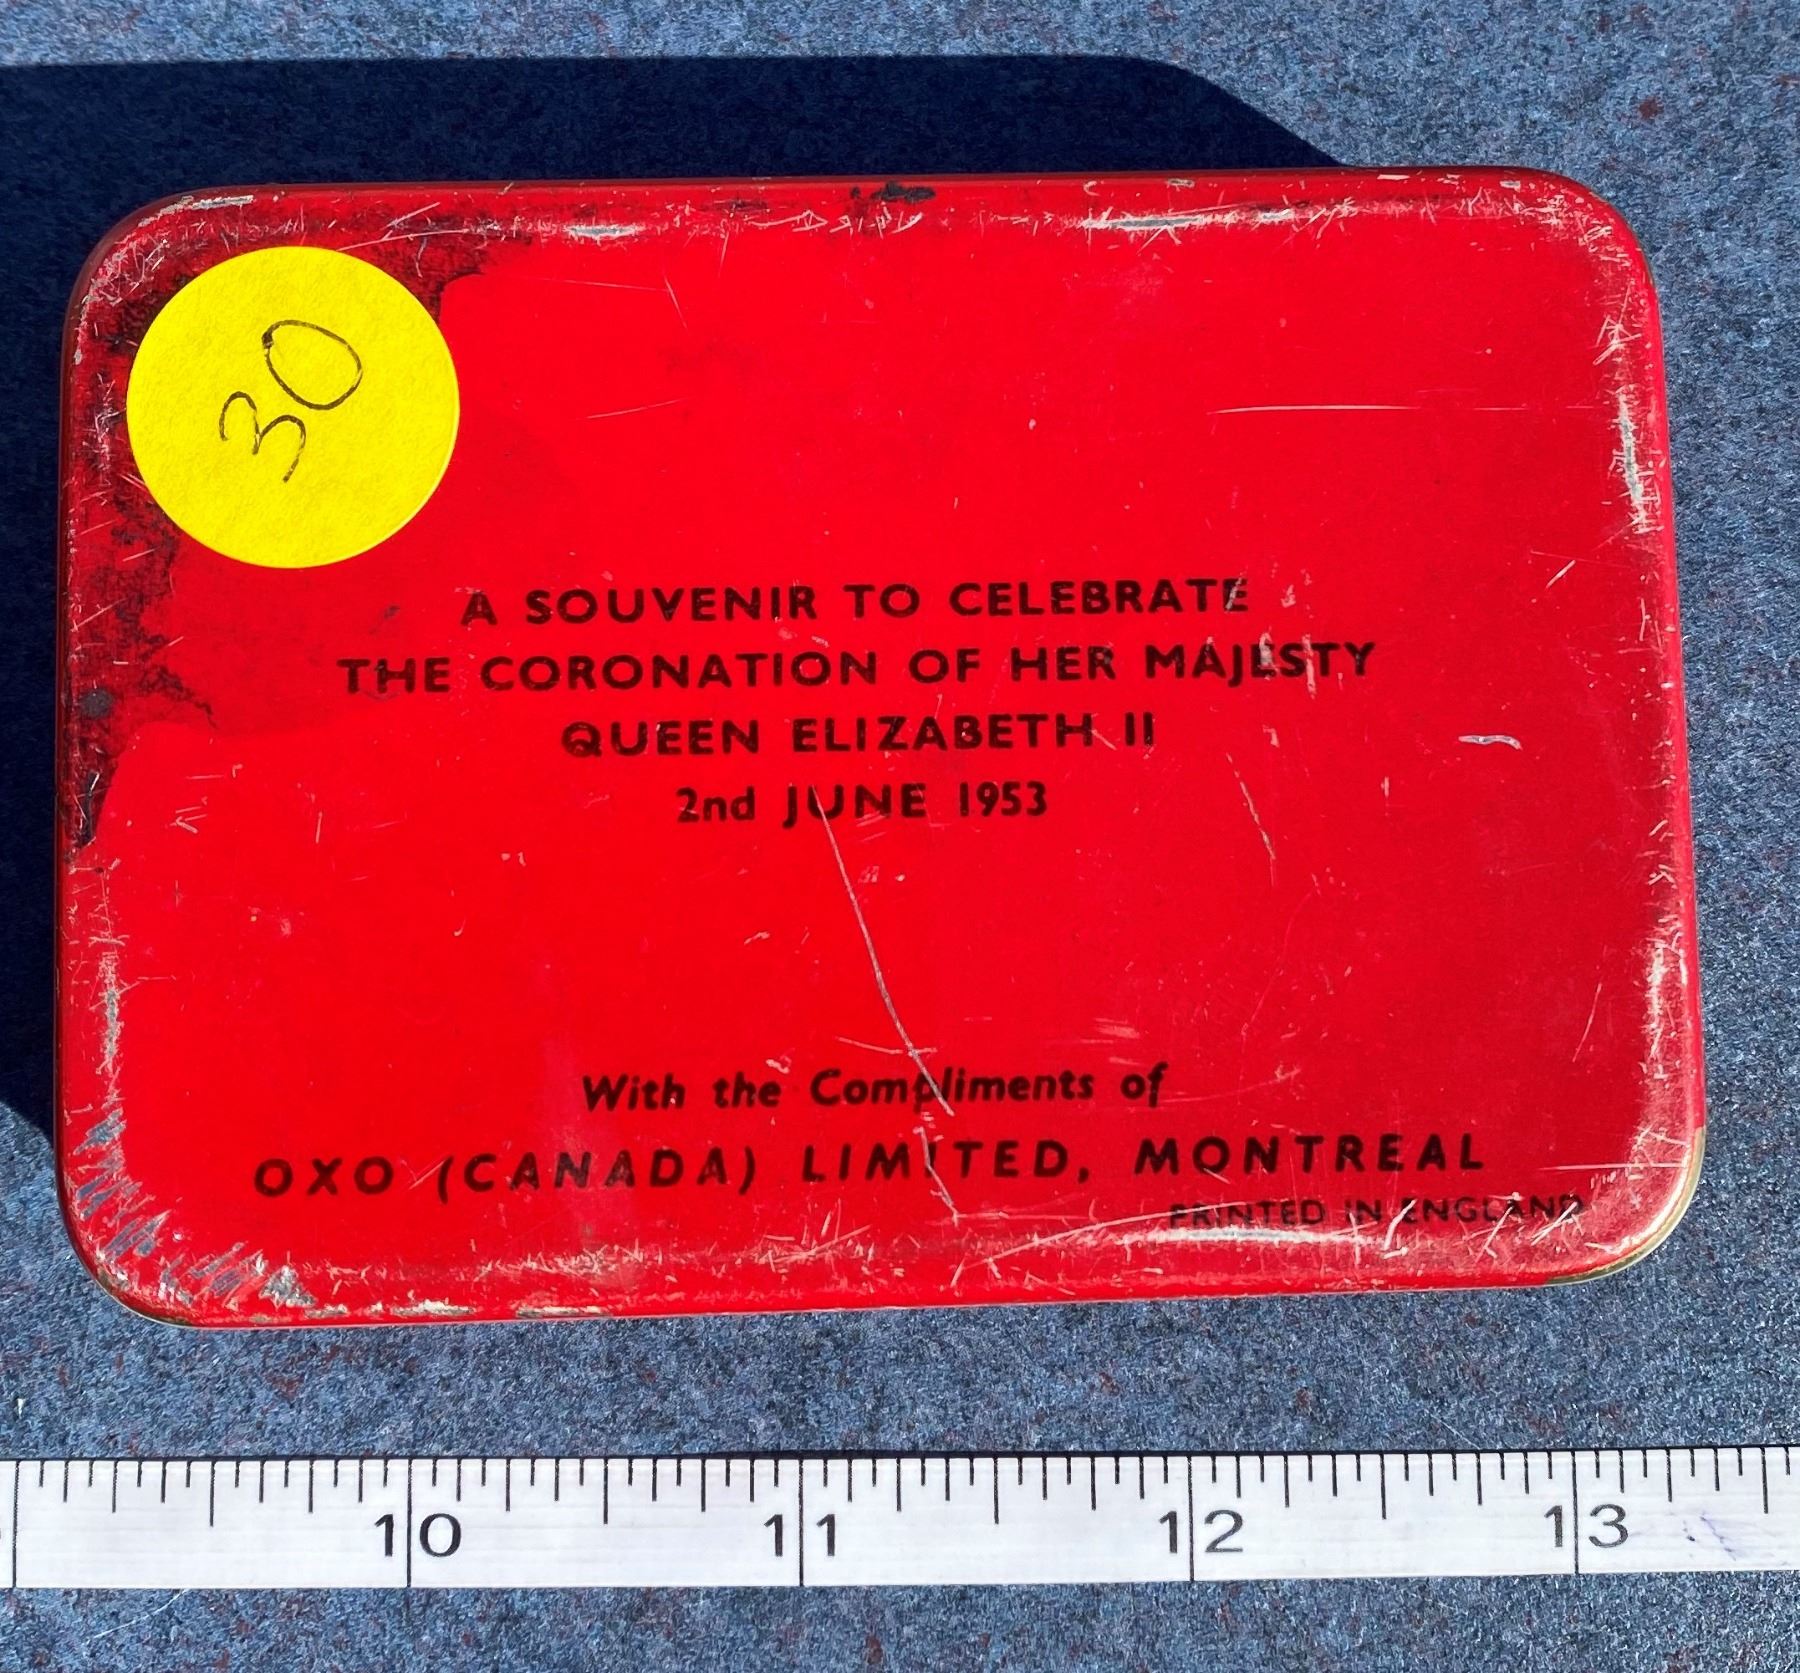 30
A SOUVENIR TO CELEBRATE
THE CORONATION OF HER MAJESTY
QUEEN ELIZABETH II
2nd JUNE 1953
With the Compliments of
OXO (CANADA) LIMITED, MONTREAL
PRINTED IN ENGLAND
10 11 12 13